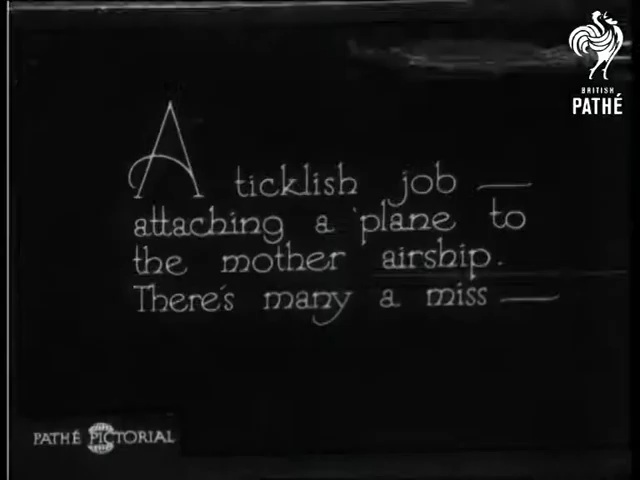 BRITISH
PATHÉ
A ticklish job —
attaching a 'plane to
the mother airship.
There's many a miss —
PATHÉ PICTORIAL